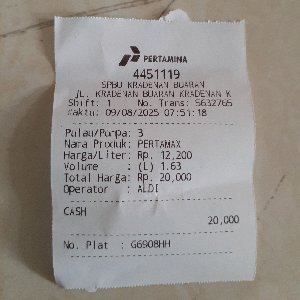 PERTAMINA
4451119
SPBU KRADENAN BUARAN
JL. KRADENAN BUARAN KRADENAN K
Shift: 1 No. Trans: 5632765
Waktu: 09/08/2025 07:51:18
Pulau/Pompa: 3
Nama Produk: PERTAMAX
Harga/Liter: Rp. 12,200
Volume : (L) 1.63
Total Harga: Rp. 20,000
Operator : ALDI
CASH
20,000
No. Plat : G6908HH